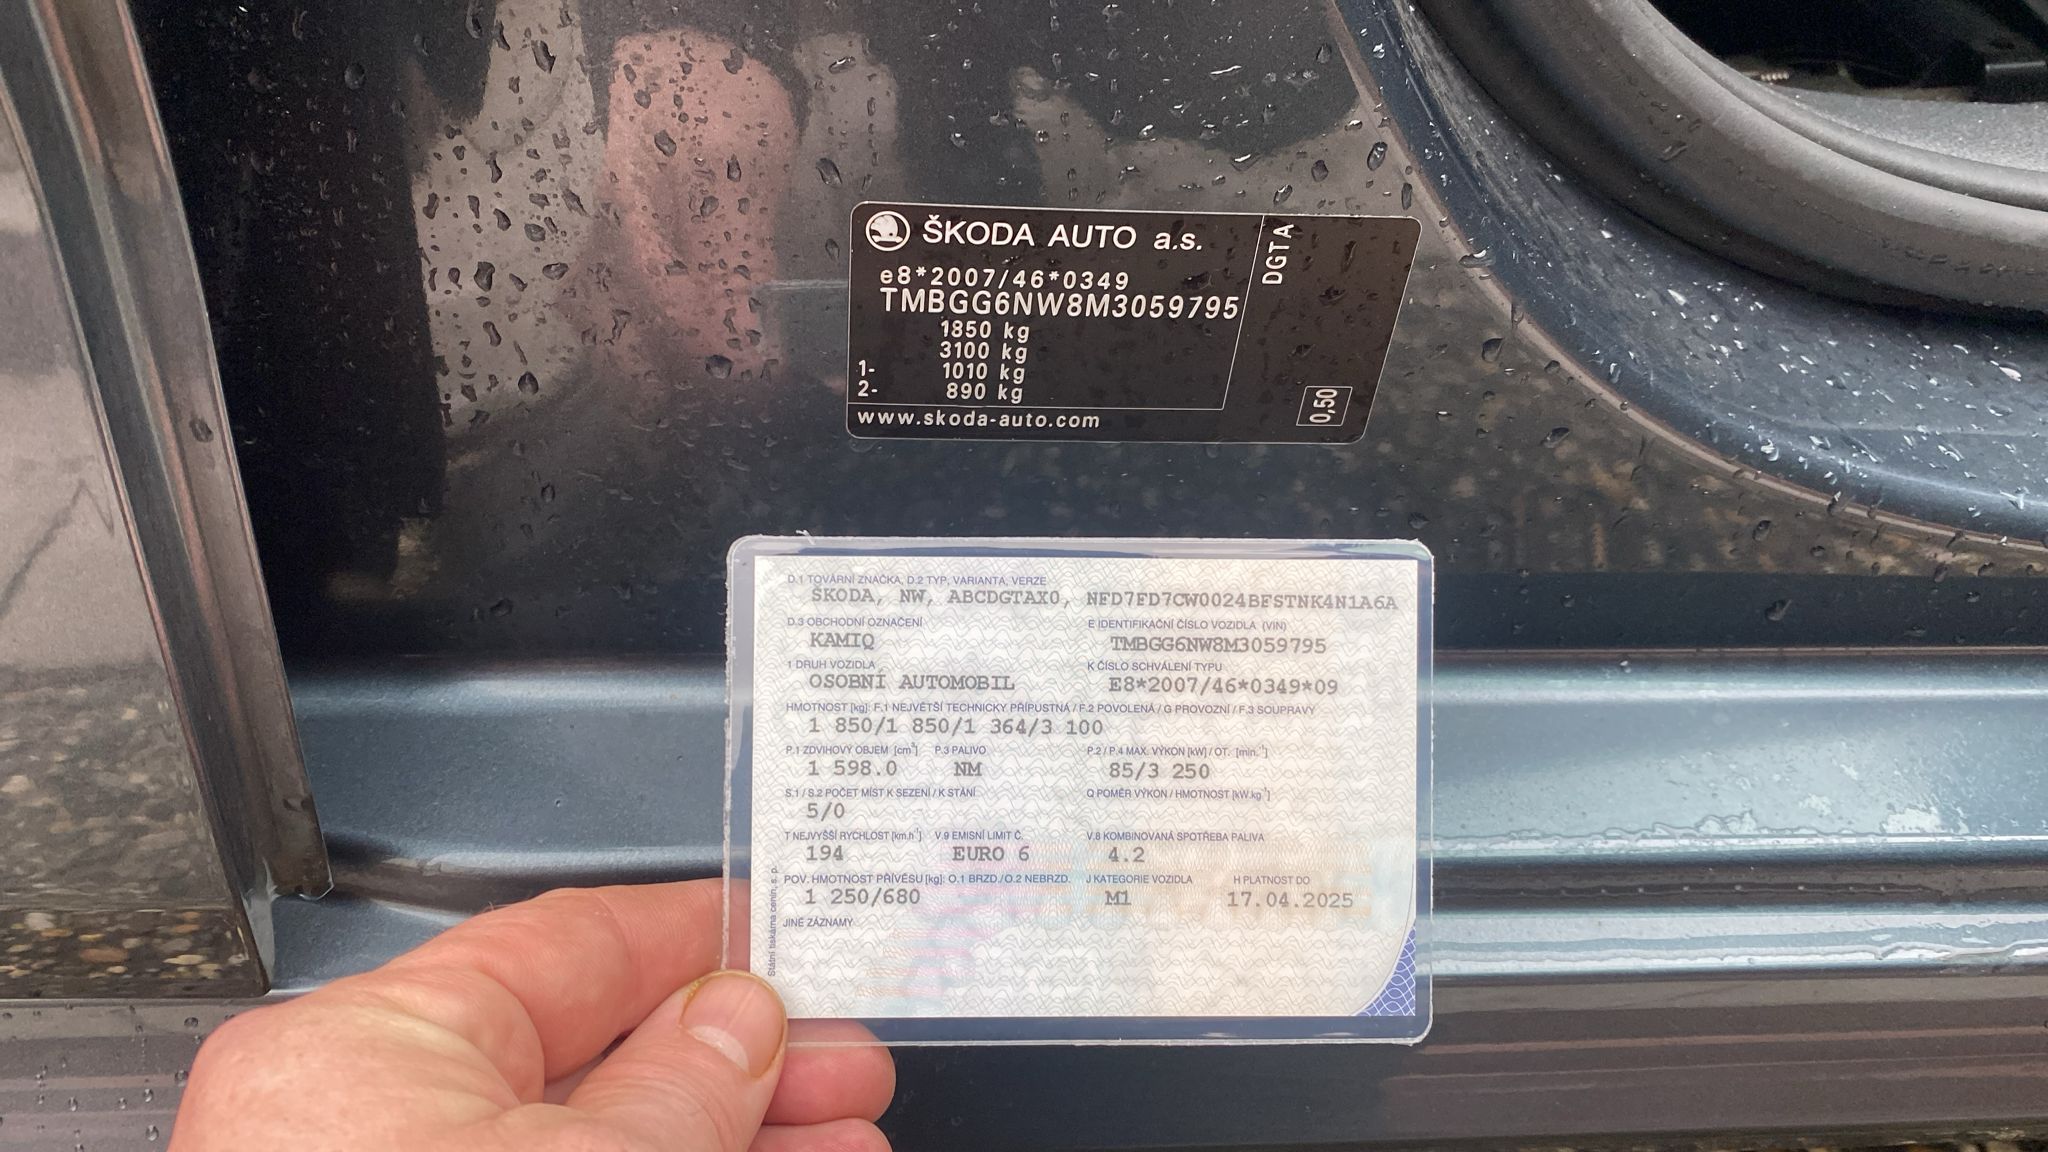 ŠKODA AUTO a.s.
e8*2007/46*0349
TMBGG6NW8M3059795
1850 kg
3100 kg
1- 1010 kg
2- 890 kg
www.skoda-auto.com
DGTA
0,50
D.1 TOVÁRNÍ ZNAČKA, D.2 TYP, VARIANTA, VERZE
ŠKODA, NW, ABCDGTAX0, NFD7FD7CW0024BFSTNK4N1A6A
D.3 OBCHODNÍ OZNAČENÍ E IDENTIFIKAČNÍ ČÍSLO VOZIDLA (VIN)
KAMIQ TMBGG6NW8M3059795
1 DRUH VOZIDLA K ČÍSLO SCHVÁLENÍ TYPU
OSOBNÍ AUTOMOBIL E8*2007/46*0349*09
HMOTNOST [kg]: F.1 NEJVĚTŠÍ TECHNICKY PŘÍPUSTNÁ / F.2 POVOLENÁ / G PROVOZNÍ / F.3 SOUPRAVY
1 850/1 850/1 364/3 100
P.1 ZDVIHOVÝ OBJEM [cm³] P.3 PALIVO P.2 / P.4 MAX. VÝKON [kW] / OT. [min.⁻¹]
1 598.0 NM 85/3 250
S.1 / S.2 POČET MÍST K SEZENÍ / K STÁNÍ Q POMĚR VÝKON / HMOTNOST [kW.kg⁻¹]
5/0
T NEJVYŠŠÍ RYCHLOST [km.h⁻¹] V.9 EMISNÍ LIMIT Č. V.8 KOMBINOVANÁ SPOTŘEBA PALIVA
194 EURO 6 4.2
POV. HMOTNOST PŘÍVĚSU [kg]: O.1 BRZD./O.2 NEBRZD. J KATEGORIE VOZIDLA H PLATNOST DO
1 250/680 M1 17.04.2025
JINÉ ZÁZNAMY
Státní tiskárna cenin, s. p.